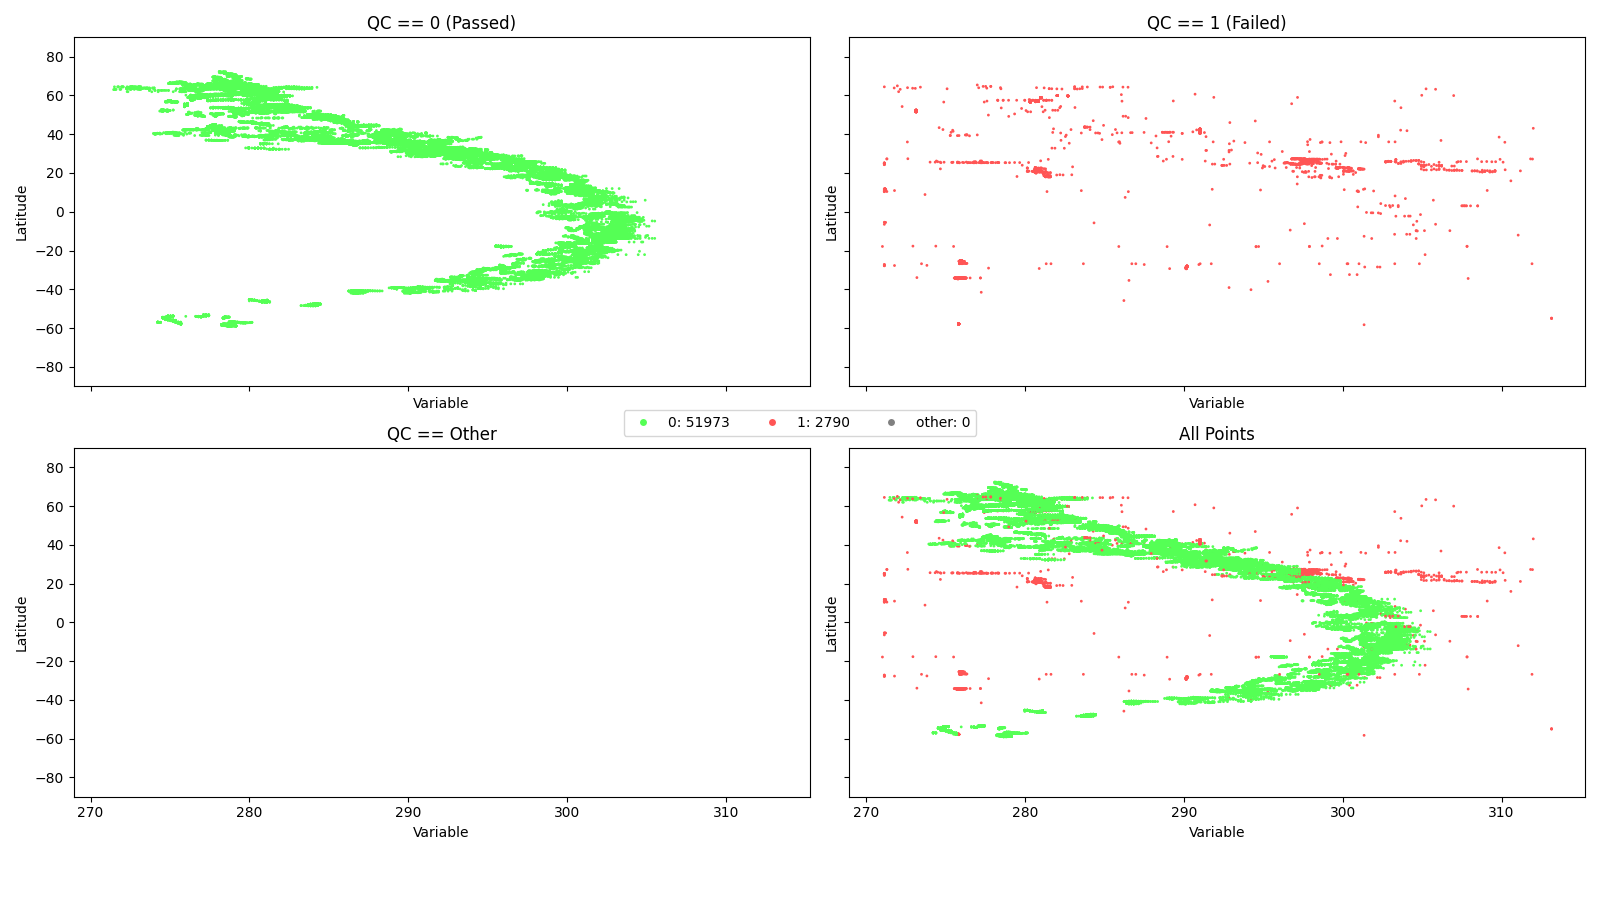 QC == 0 (Passed)
QC == 1 (Failed)
80
60
40
20
0
−20
−40
−60
−80
Latitude
Latitude
Variable
Variable
0: 51973
1: 2790
other: 0
QC == Other
All Points
80
60
40
20
0
−20
−40
−60
−80
Latitude
Latitude
270
280
290
300
310
270
280
290
300
310
Variable
Variable